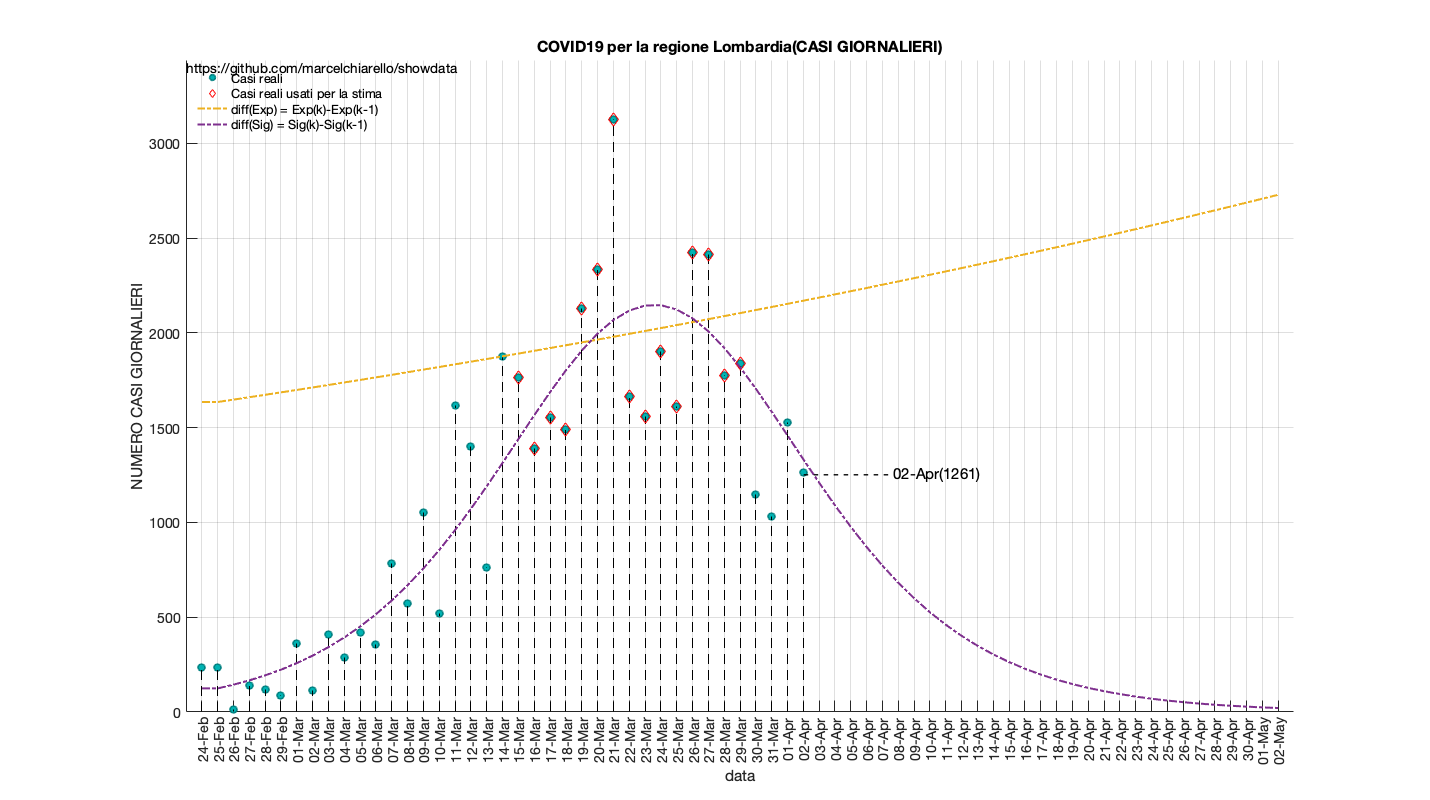 COVID19 per la regione Lombardia(CASI GIORNALIERI)
https://github.com/marcelchiarello/showdata
Casi reali
Casi reali usati per la stima
diff(Exp) = Exp(k)-Exp(k-1)
diff(Sig) = Sig(k)-Sig(k-1)
NUMERO CASI GIORNALIERI
3000
2500
2000
1500
1000
500
0
02-Apr(1261)
24-Feb
25-Feb
26-Feb
27-Feb
28-Feb
29-Feb
01-Mar
02-Mar
03-Mar
04-Mar
05-Mar
06-Mar
07-Mar
08-Mar
09-Mar
10-Mar
11-Mar
12-Mar
13-Mar
14-Mar
15-Mar
16-Mar
17-Mar
18-Mar
19-Mar
20-Mar
21-Mar
22-Mar
23-Mar
24-Mar
25-Mar
26-Mar
27-Mar
28-Mar
29-Mar
30-Mar
31-Mar
01-Apr
02-Apr
03-Apr
04-Apr
05-Apr
06-Apr
07-Apr
08-Apr
09-Apr
10-Apr
11-Apr
12-Apr
13-Apr
14-Apr
15-Apr
16-Apr
17-Apr
18-Apr
19-Apr
20-Apr
21-Apr
22-Apr
23-Apr
24-Apr
25-Apr
26-Apr
27-Apr
28-Apr
29-Apr
30-Apr
01-May
02-May
data